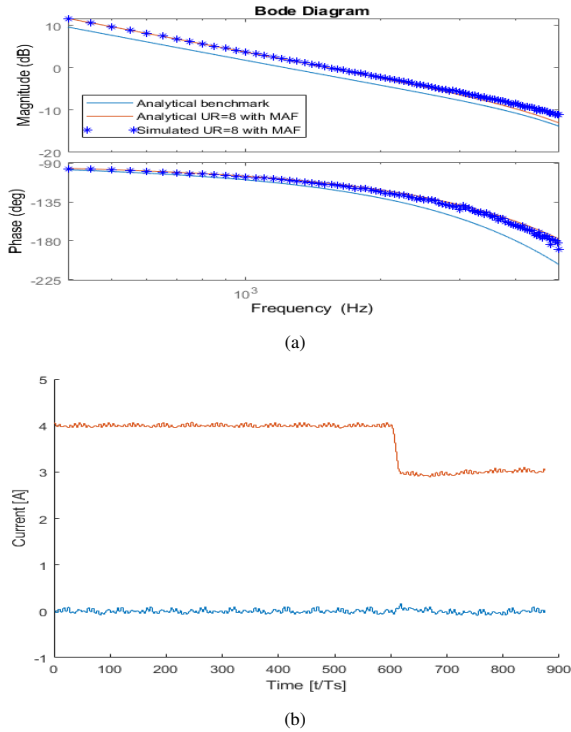 Bode Diagram
Magnitude (dB)
10
0
-10
-20
Analytical benchmark
Analytical UR=8 with MAF
Simulated UR=8 with MAF
Phase (deg)
-90
-135
-180
-225
10^3
Frequency (Hz)
(a)
Current [A]
5
4
3
2
1
0
-1
0 100 200 300 400 500 600 700 800 900
Time [t/Ts]
(b)